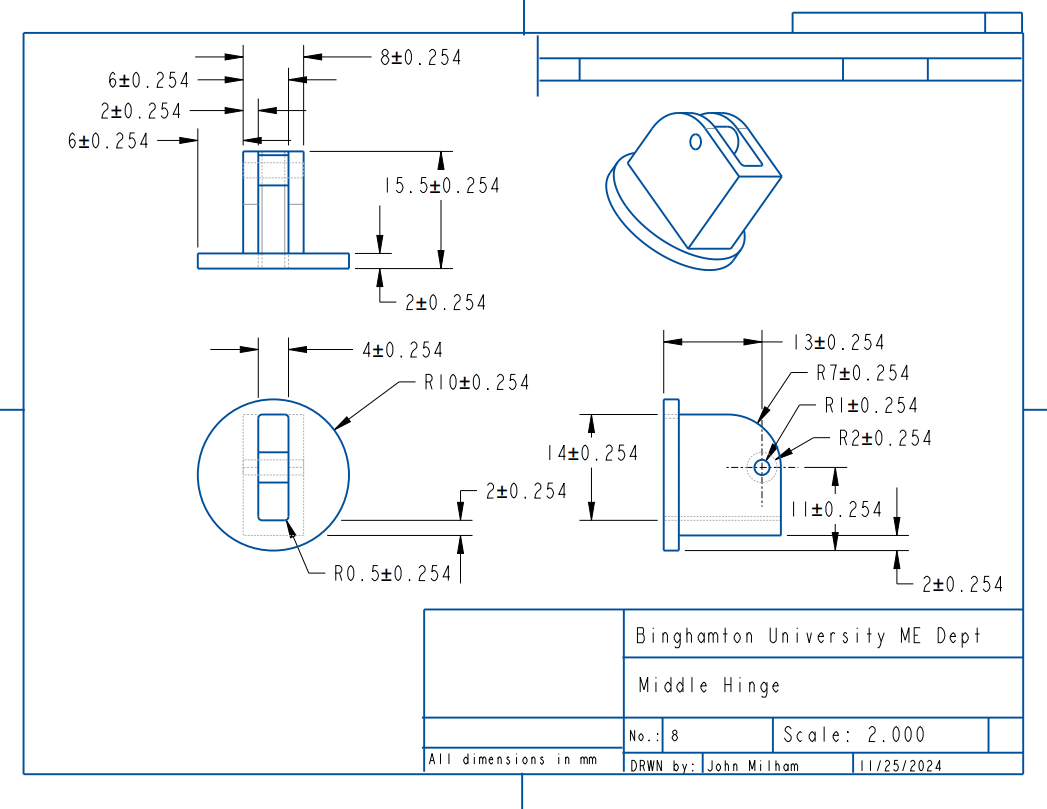 8±0.254
6±0.254
2±0.254
6±0.254
15.5±0.254
2±0.254
4±0.254
R10±0.254
2±0.254
R0.5±0.254
13±0.254
R7±0.254
R1±0.254
R2±0.254
14±0.254
11±0.254
2±0.254
Binghamton University ME Dept
Middle Hinge
No.: 8 Scale: 2.000
All dimensions in mm
DRWN by: John Milham 11/25/2024